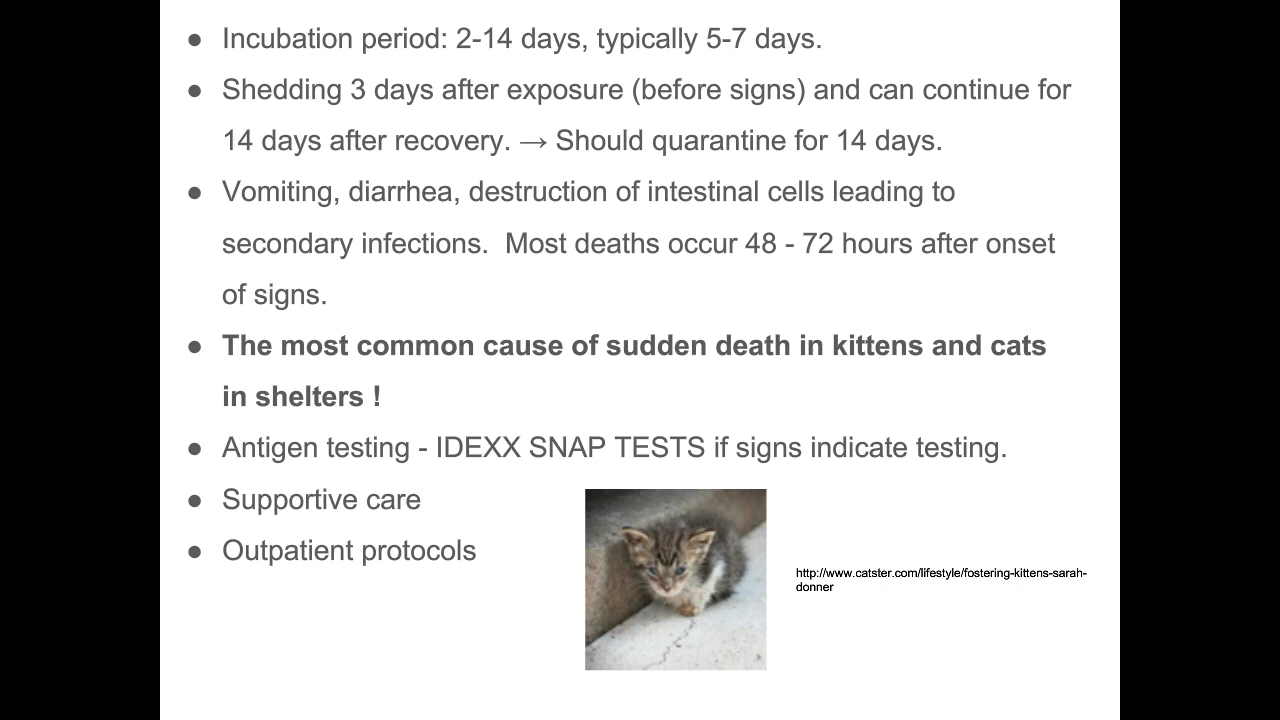 ● Incubation period: 2-14 days, typically 5-7 days.
● Shedding 3 days after exposure (before signs) and can continue for
14 days after recovery. → Should quarantine for 14 days.
● Vomiting, diarrhea, destruction of intestinal cells leading to
secondary infections.  Most deaths occur 48 - 72 hours after onset
of signs.
● The most common cause of sudden death in kittens and cats
in shelters !
● Antigen testing - IDEXX SNAP TESTS if signs indicate testing.
● Supportive care
● Outpatient protocols
http://www.catster.com/lifestyle/fostering-kittens-sarah-
donner